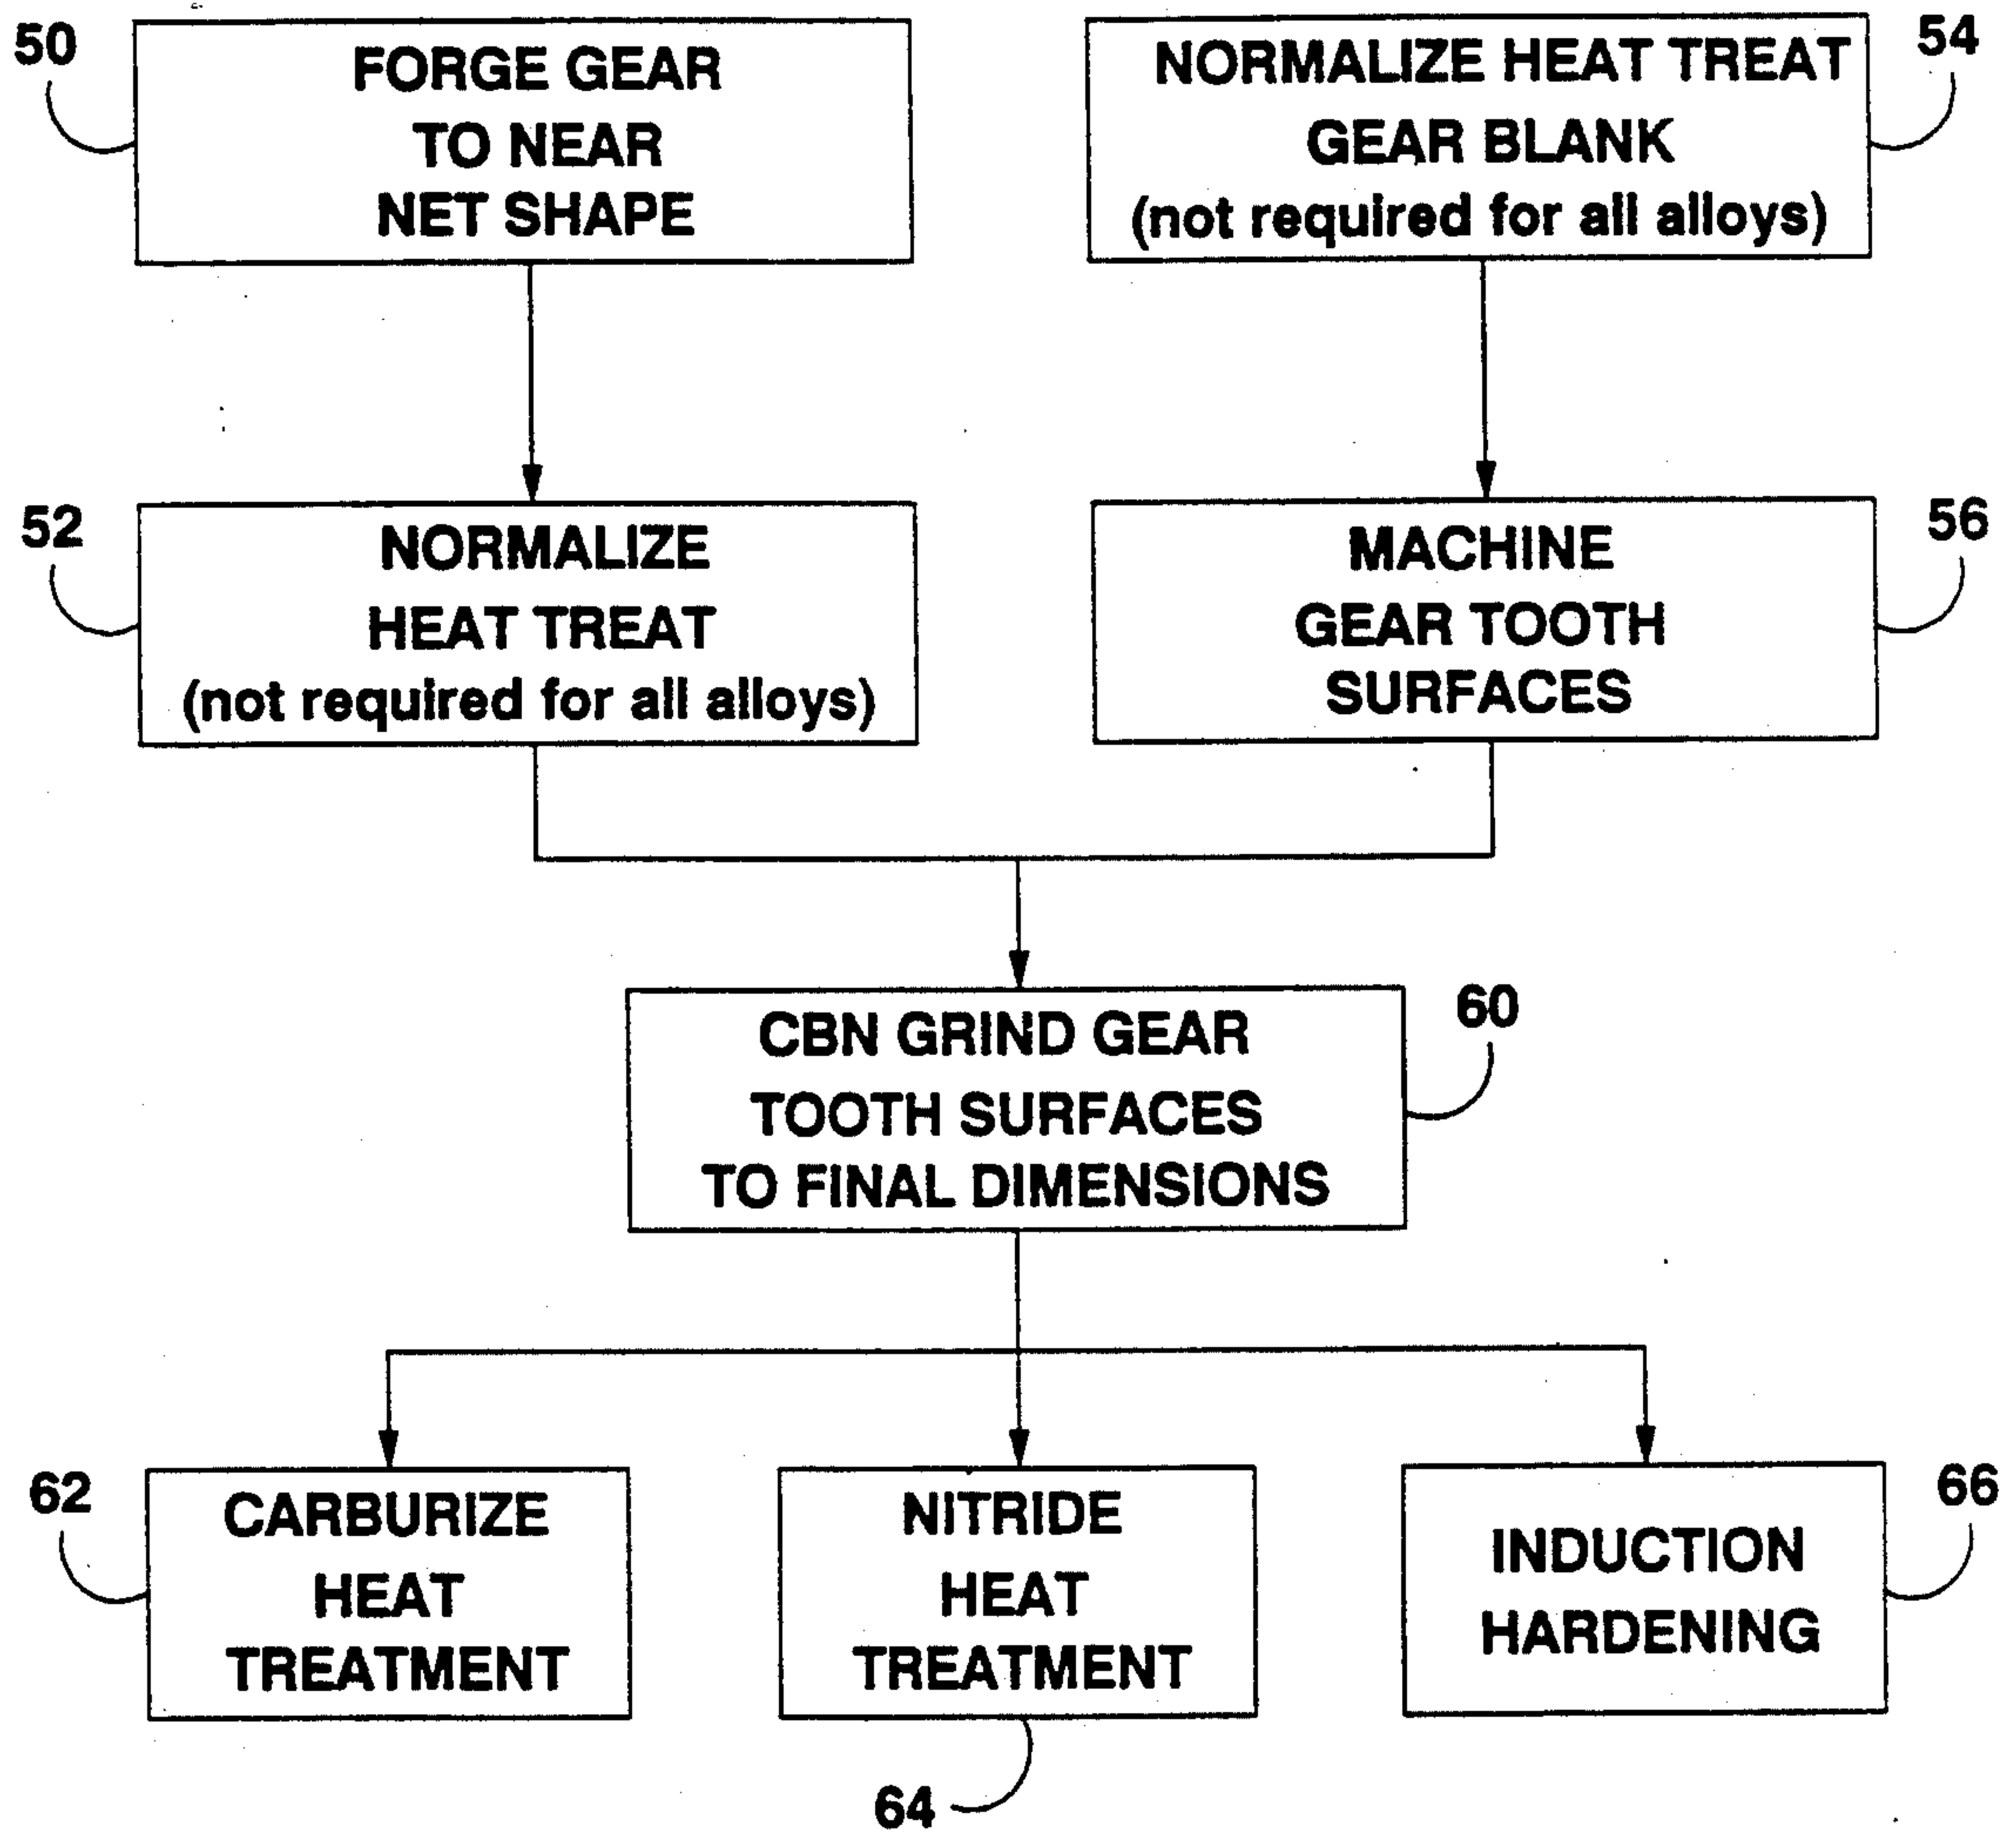 50
FORGE GEAR
TO NEAR
NET SHAPE
54
NORMALIZE HEAT TREAT
GEAR BLANK
(not required for all alloys)
52
NORMALIZE
HEAT TREAT
(not required for all alloys)
56
MACHINE
GEAR TOOTH
SURFACES
60
CBN GRIND GEAR
TOOTH SURFACES
TO FINAL DIMENSIONS
62
CARBURIZE
HEAT
TREATMENT
NITRIDE
HEAT
TREATMENT
64
66
INDUCTION
HARDENING